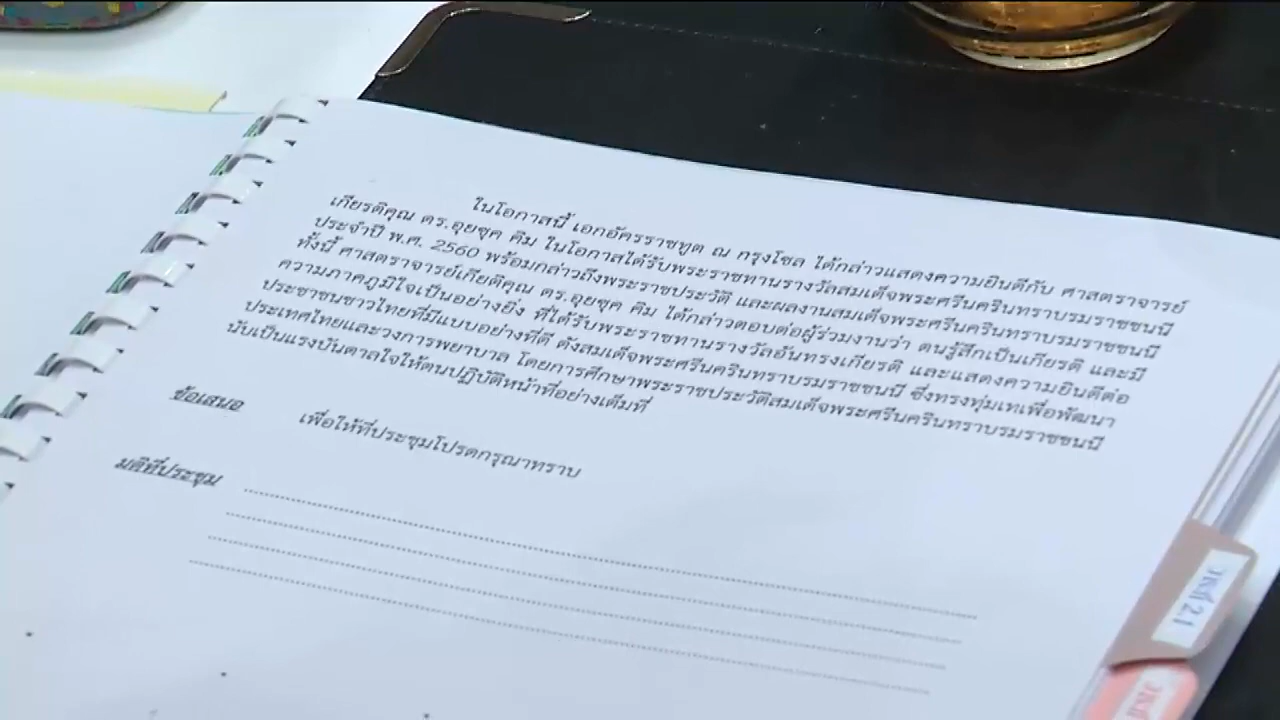 ในโอกาสนี้ เอกอัครราชทูต ณ กรุงโซล ได้กล่าวแสดงความยินดีกับ ศาสตราจารย์
เกียรติคุณ ดร.อุยซุค คิม ในโอกาสได้รับพระราชทานรางวัลสมเด็จพระศรีนครินทราบรมราชชนนี
ประจำปี พ.ศ. 2560 พร้อมกล่าวถึงพระราชประวัติ และผลงานสมเด็จพระศรีนครินทราบรมราชชนนี
ทั้งนี้ ศาสตราจารย์เกียติคุณ ดร.อุยซุค คิม ได้กล่าวตอบต่อผู้ร่วมงานว่า ตนรู้สึกเป็นเกียรติ และมี
ความภาคภูมิใจเป็นอย่างยิ่ง ที่ได้รับพระราชทานรางวัลอันทรงเกียรติ และแสดงความยินดีต่อ
ประชาชนชาวไทยที่มีแบบอย่างที่ดี ดังสมเด็จพระศรีนครินทราบรมราชชนนี ซึ่งทรงทุ่มเทเพื่อพัฒนา
ประเทศไทยและวงการพยาบาล โดยการศึกษาพระราชประวัติสมเด็จพระศรีนครินทราบรมราชชนนี
นับเป็นแรงบันดาลใจให้ตนปฏิบัติหน้าที่อย่างเต็มที่
ข้อเสนอ
เพื่อให้ที่ประชุมโปรดกรุณาทราบ
มติที่ประชุม
วาที่ 21